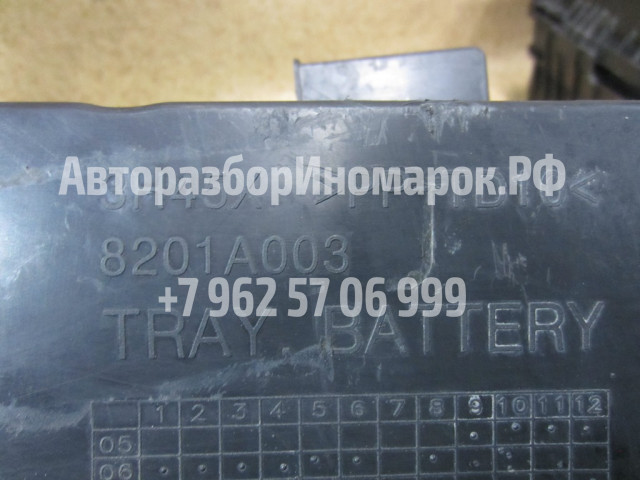 АвторазборИномарок.РФ
8201A003
+7 962 57 06 999
TRAY BATTERY
1 2 3 4 5 6 7 8 9 10 11 12
05
06